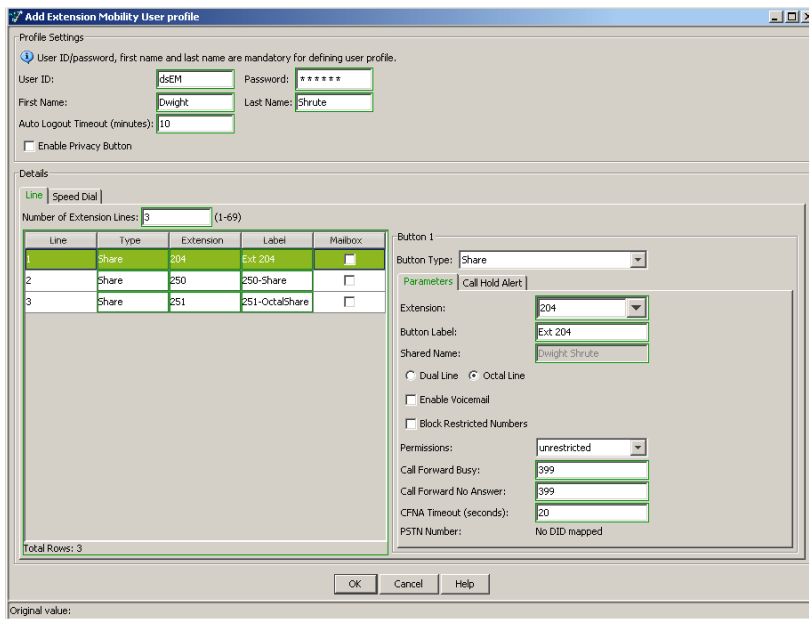 Add Extension Mobility User profile
Profile Settings
User ID/password, first name and last name are mandatory for defining user profile.
User ID: dsEM Password: ******
First Name: Dwight Last Name: Shrute
Auto Logout Timeout (minutes): 10
Enable Privacy Button
Details
Line Speed Dial
Number of Extension Lines: 3 (1-69)
Line Type Extension Label Mailbox
1 Share 204 Ext 204
2 Share 250 250-Share
3 Share 251 251-OctalShare
Total Rows: 3
Button 1
Button Type: Share
Parameters Call Hold Alert
Extension: 204
Button Label: Ext 204
Shared Name: Dwight Shrute
Dual Line Octal Line
Enable Voicemail
Block Restricted Numbers
Permissions: unrestricted
Call Forward Busy: 399
Call Forward No Answer: 399
CFNA Timeout (seconds): 20
PSTN Number: No DID mapped
OK Cancel Help
Original value: